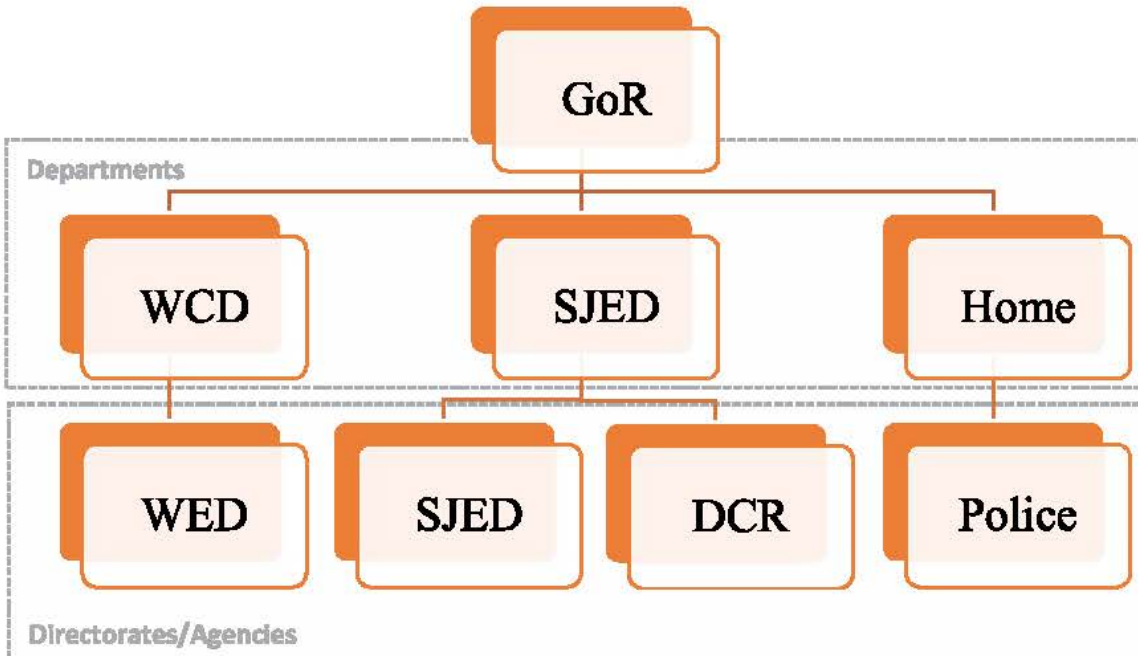 GoR
Departments
WCD
SJED
Home
WED
SJED
DCR
Police
Directorates/Agencies